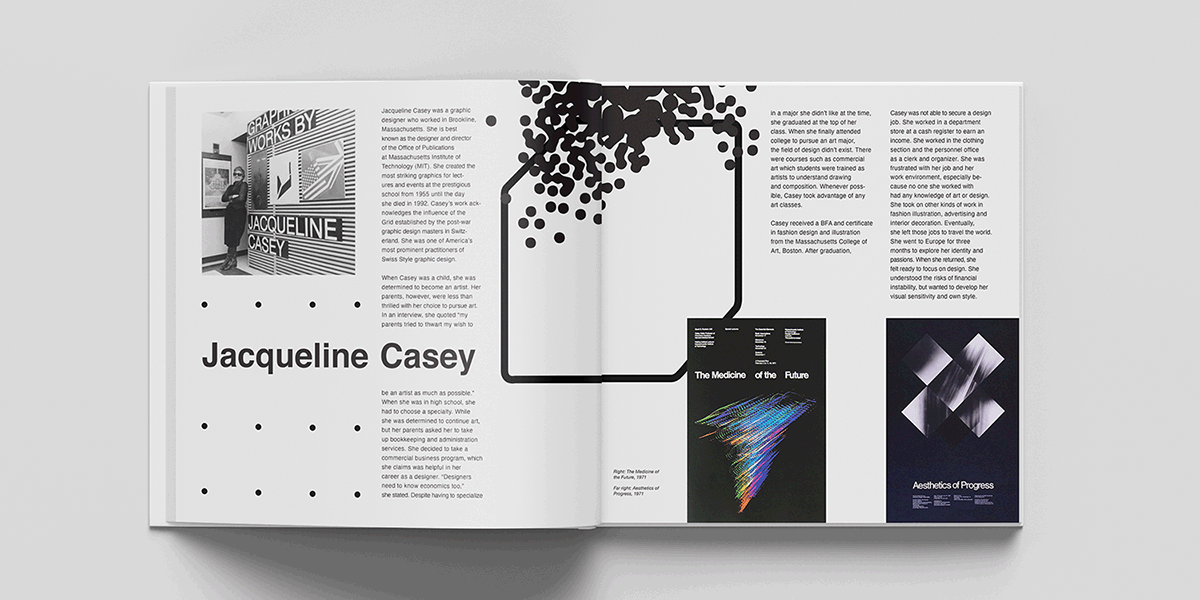 GRAPHIC
WORKS BY
JACQUELINE
CASEY
Jacqueline Casey was a graphic
designer who worked in Brookline,
Massachusetts. She is best
known as the designer and director
of the Office of Publications
at Massachusetts Institute of
Technology (MIT). She created the
most striking graphics for lect-
ures and events at the prestigious
school from 1955 until the day
she died in 1992. Casey's work ack-
nowledges the influence of the
Grid established by the post-war
graphic design masters in Switz-
erland. She was one of America's
most prominent practitioners of
Swiss Style graphic design.
When Casey was a child, she was
determined to become an artist. Her
parents, however, were less than
thrilled with her choice to pursue art.
In an interview, she quoted "my
parents tried to thwart my wish to
Jacqueline Casey
be an artist as much as possible."
When she was in high school, she
had to choose a specialty. While
she was determined to continue art,
but her parents asked her to take
up bookkeeping and administration
services. She decided to take a
commercial business program, which
she claims was helpful in her
career as a designer. "Designers
need to know economics too,"
she stated. Despite having to specialize
in a major she didn't like at the time,
she graduated at the top of her
class. When she finally attended
college to pursue an art major,
the field of design didn't exist. There
were courses such as commercial
art which students were trained as
artists to understand drawing
and composition. Whenever poss-
ible, Casey took advantage of any
art classes.
Casey received a BFA and certificate
in fashion design and illustration
from the Massachusetts College of
Art, Boston. After graduation,
Casey was not able to secure a design
job. She worked in a department
store at a cash register to earn an
income. She worked in the clothing
section and the personnel office
as a clerk and organizer. She was
frustrated with her job and her
work environment, especially be-
cause no one she worked with
had any knowledge of art or design.
She took on other kinds of work in
fashion illustration, advertising and
interior decoration. Eventually,
she left those jobs to travel the world.
She went to Europe for three
months to explore her identity and
passions. When she returned, she
felt ready to focus on design. She
understood the risks of financial
instability, but wanted to develop her
visual sensitivity and own style.
Right: The Medicine of
the Future, 1971
Far right: Aesthetics of
Progress, 1971
The Medicine of the Future
Aesthetics of Progress